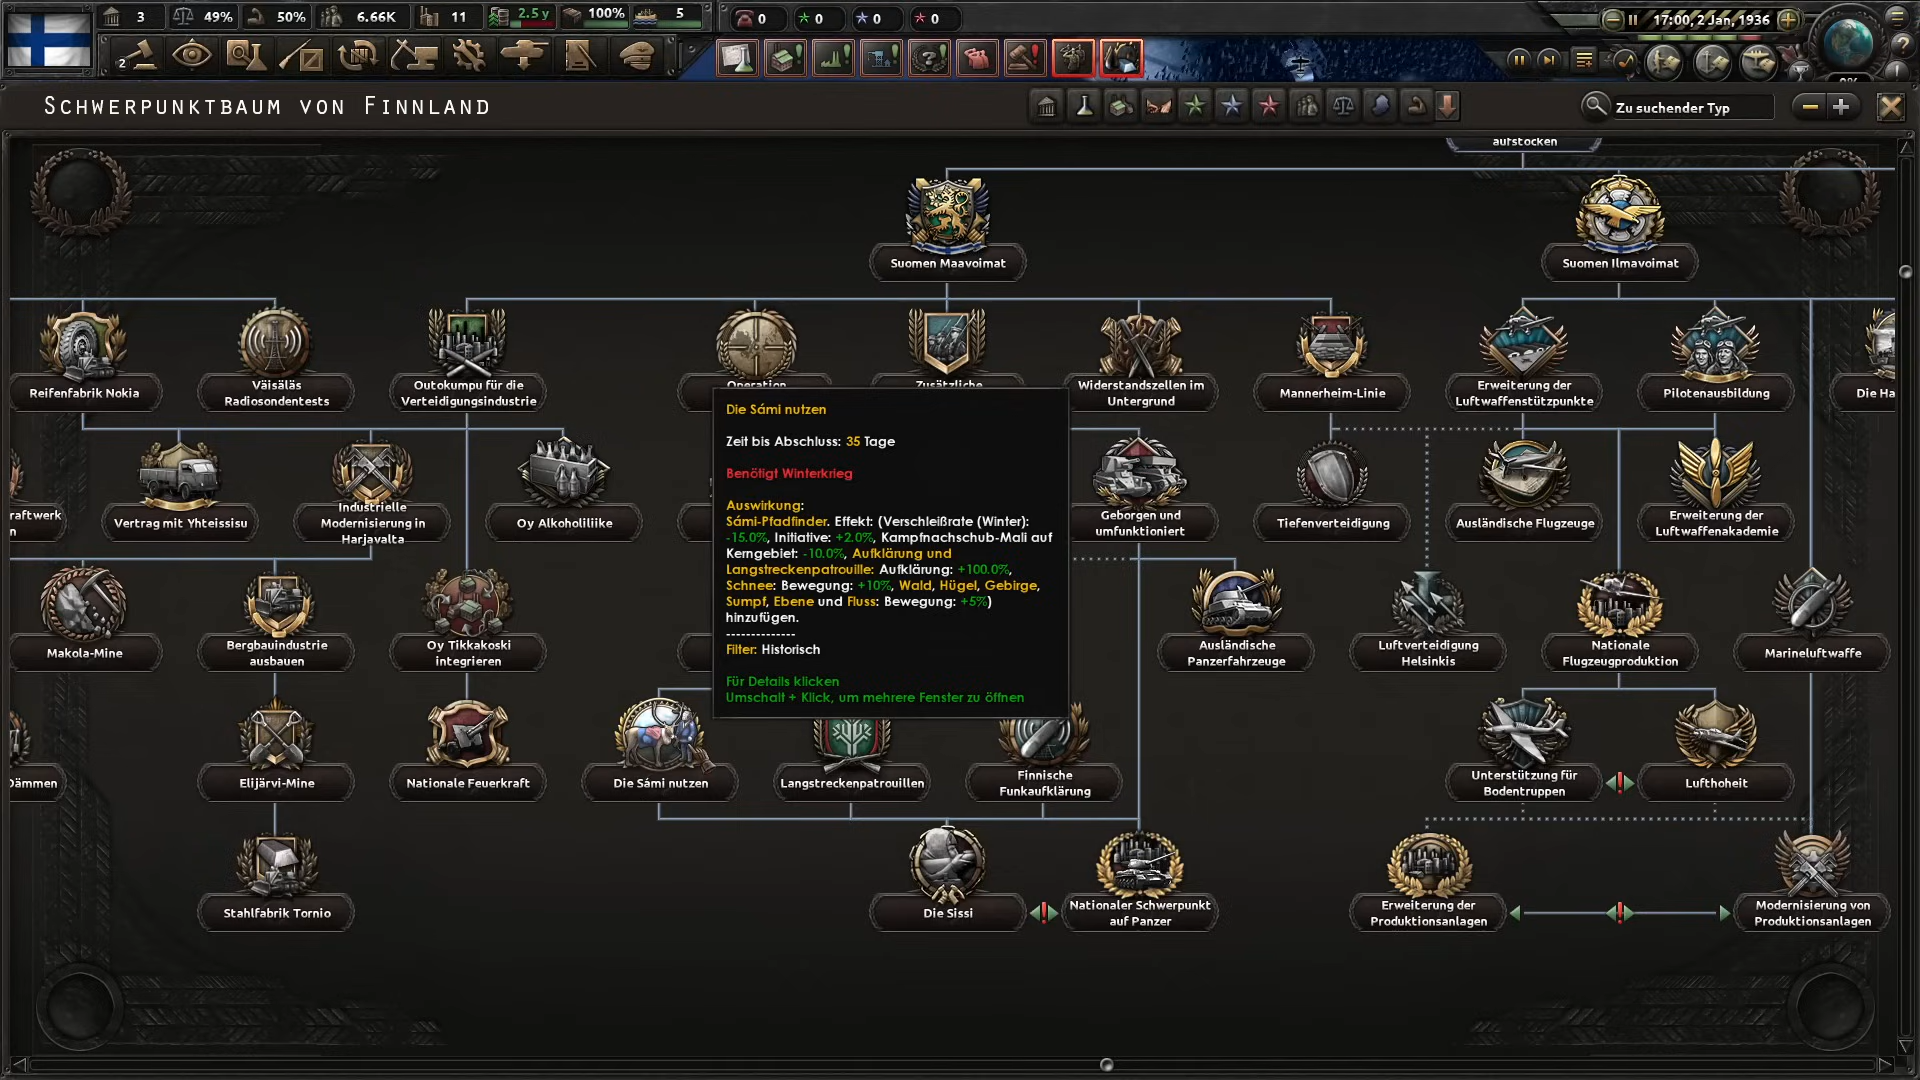 3
49%
50%
6.66K
11
2.5 y
100%
5
0
0
0
0
17:00, 2 Jan, 1936
2
0%
Schwerpunktbaum von Finnland
Zu suchender Typ
aufstocken
Suomen Maavoimat
Suomen Ilmavoimat
Reifenfabrik Nokia
Väisäläs
Radiosondentests
Outokumpu für die
Verteidigungsindustrie
Operation
Zusätzliche
Widerstandszellen im
Untergrund
Mannerheim-Linie
Erweiterung der
Luftwaffenstützpunkte
Pilotenausbildung
Die Ha
Die Sámi nutzen
Zeit bis Abschluss: 35 Tage
Benötigt Winterkrieg
Auswirkung:
Sámi-Pfadfinder. Effekt: (Verschleißrate (Winter):
-15.0%, Initiative: +2.0%, Kampfnachschub-Mali auf
Kerngebiet: -10.0%, Aufklärung und
Langstreckenpatrouille: Aufklärung: +100.0%,
Schnee: Bewegung: +10%, Wald, Hügel, Gebirge,
Sumpf, Ebene und Fluss: Bewegung: +5%)
hinzufügen.
--------------
Filter: Historisch
Für Details klicken
Umschalt + Klick, um mehrere Fenster zu öffnen
raftwerk
n
Vertrag mit Yhteissisu
Industrielle
Modernisierung in
Harjavalta
Oy Alkoholiliike
Geborgen und
umfunktioniert
Tiefenverteidigung
Ausländische Flugzeuge
Erweiterung der
Luftwaffenakademie
Makola-Mine
Bergbauindustrie
ausbauen
Oy Tikkakoski
integrieren
Ausländische
Panzerfahrzeuge
Luftverteidigung
Helsinkis
Nationale
Flugzeugproduktion
Marineluftwaffe
Dämmen
Elijärvi-Mine
Nationale Feuerkraft
Die Sámi nutzen
Langstreckenpatrouillen
Finnische
Funkaufklärung
Unterstützung für
Bodentruppen
Lufthoheit
Stahlfabrik Tornio
Die Sissi
Nationaler Schwerpunkt
auf Panzer
Erweiterung der
Produktionsanlagen
Modernisierung von
Produktionsanlagen